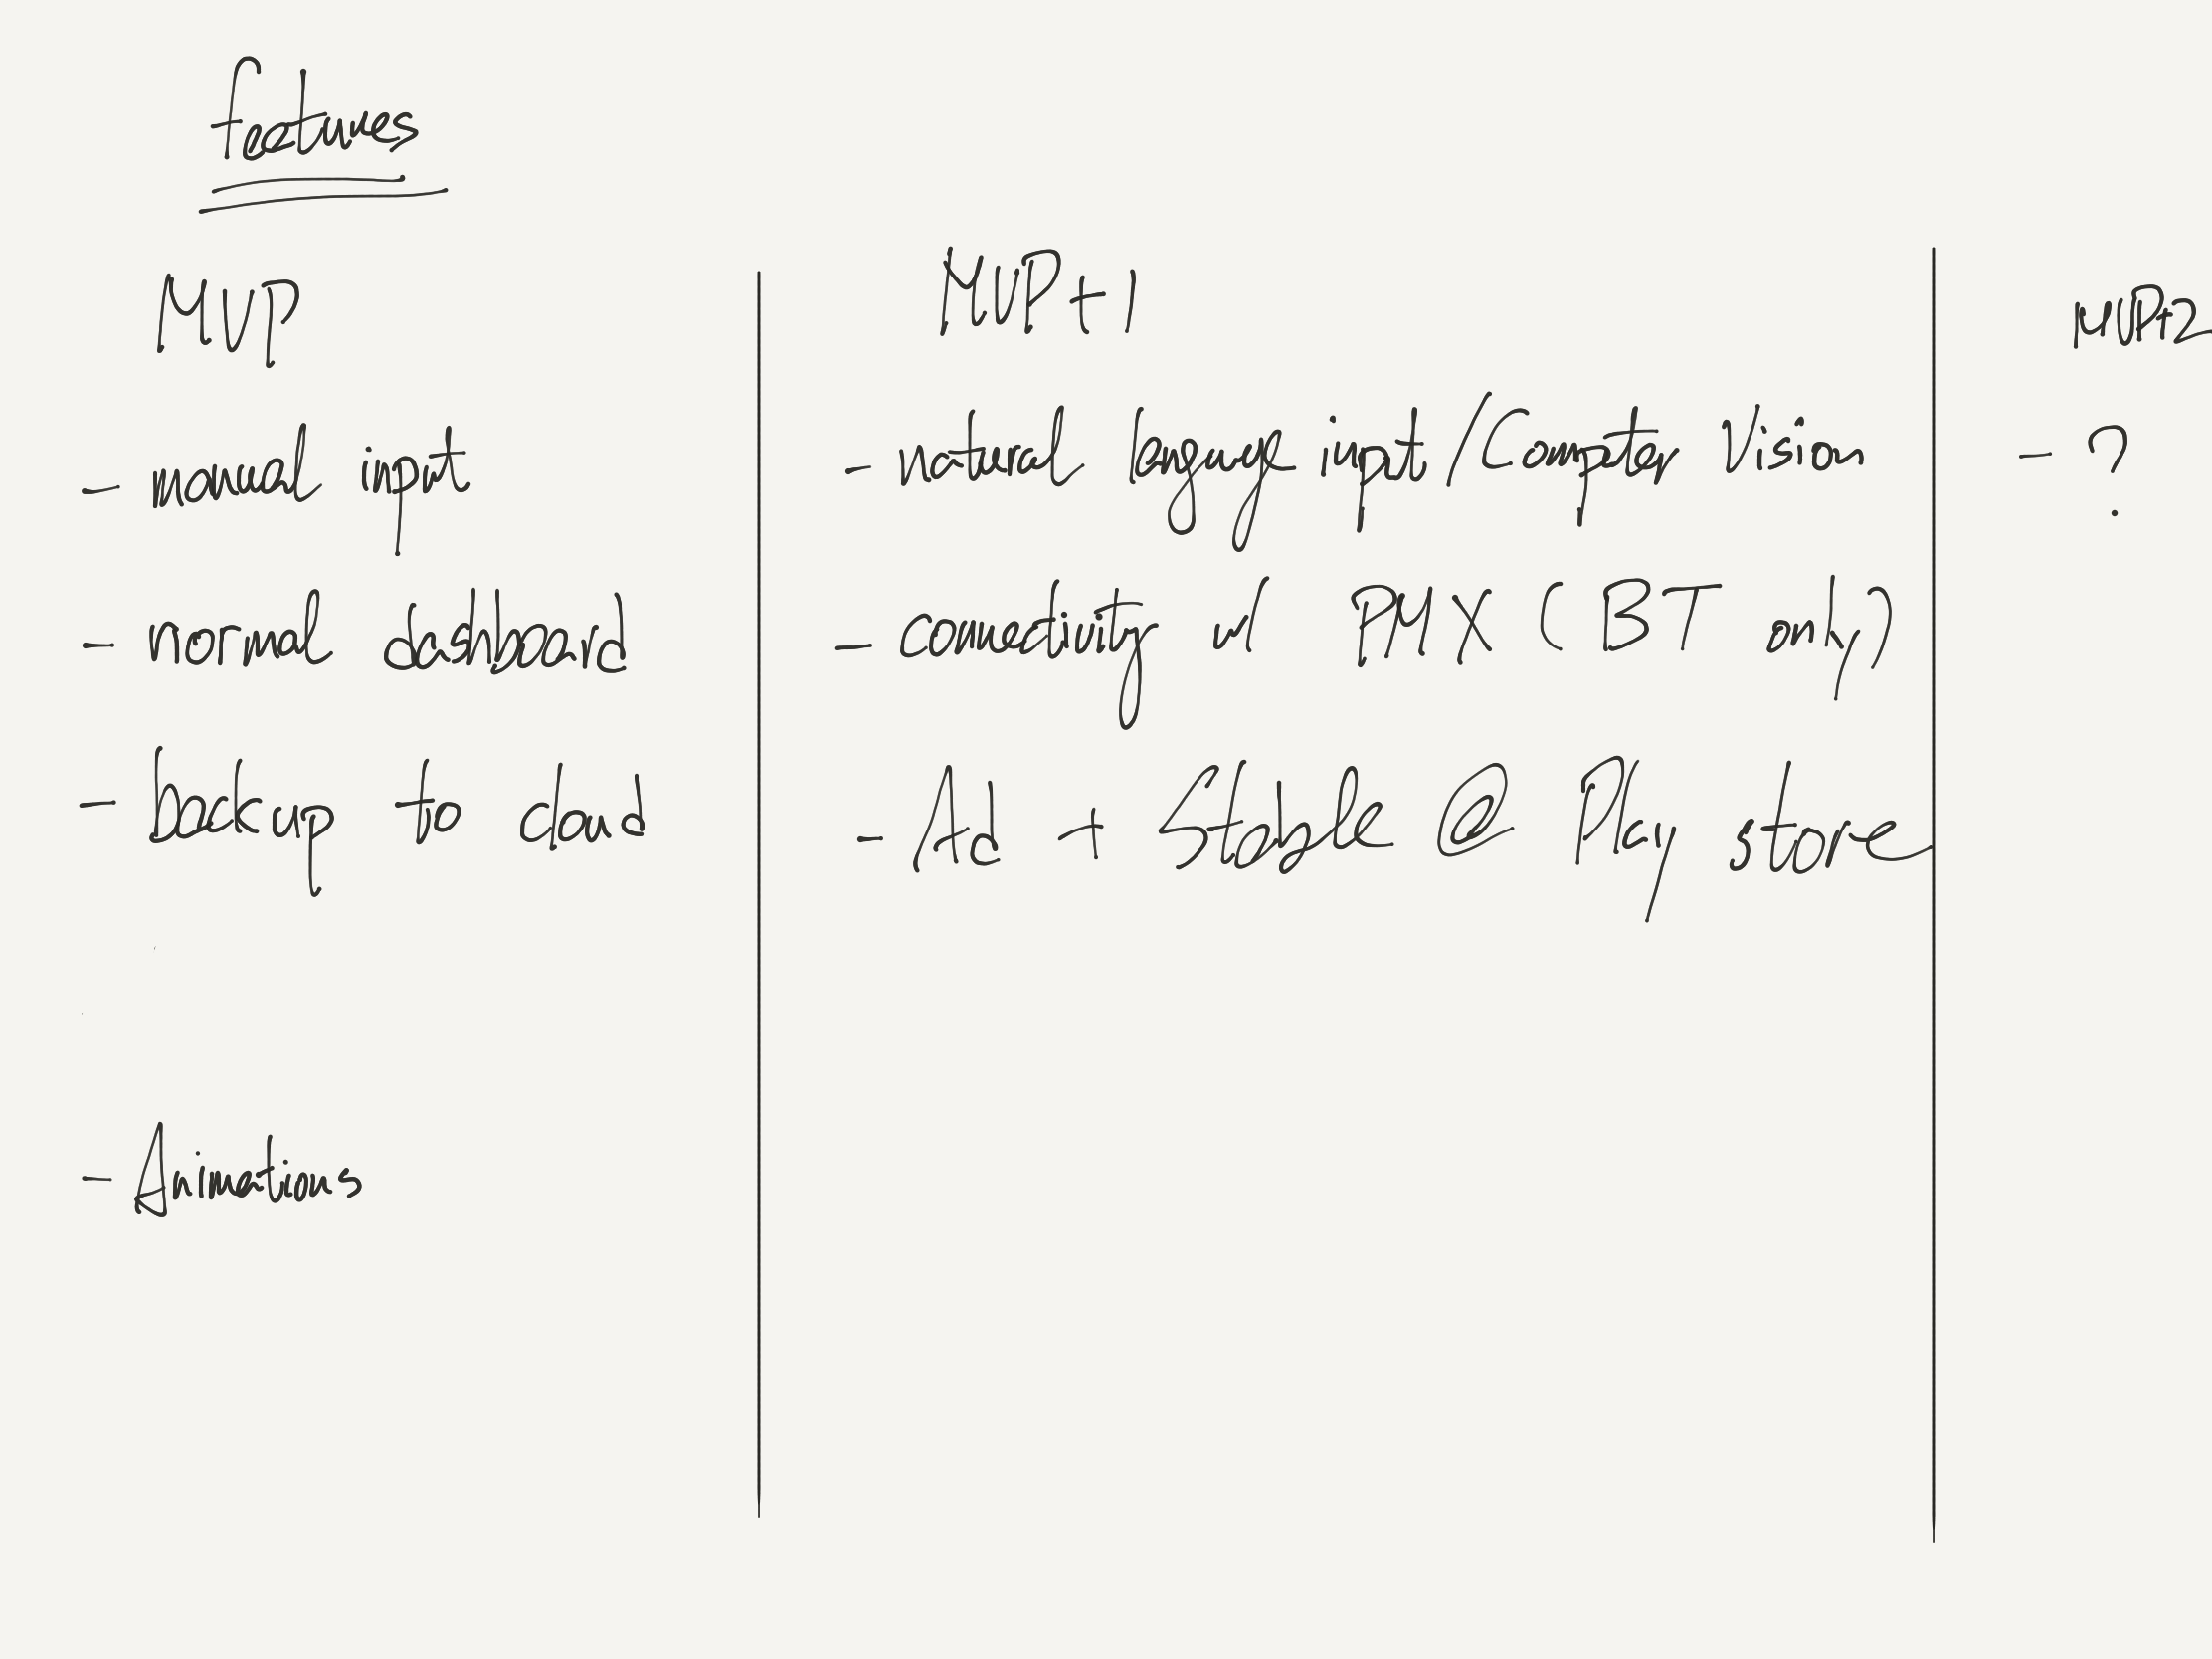 Features
MVP
- manual input
- normal dashboard
- backup to cloud
- Animations
MVP+1
- natural language input / Computer Vision
- connectivity w/ PMX (BT only)
- Ad + Stable @ Play store
MVP+2
- ?